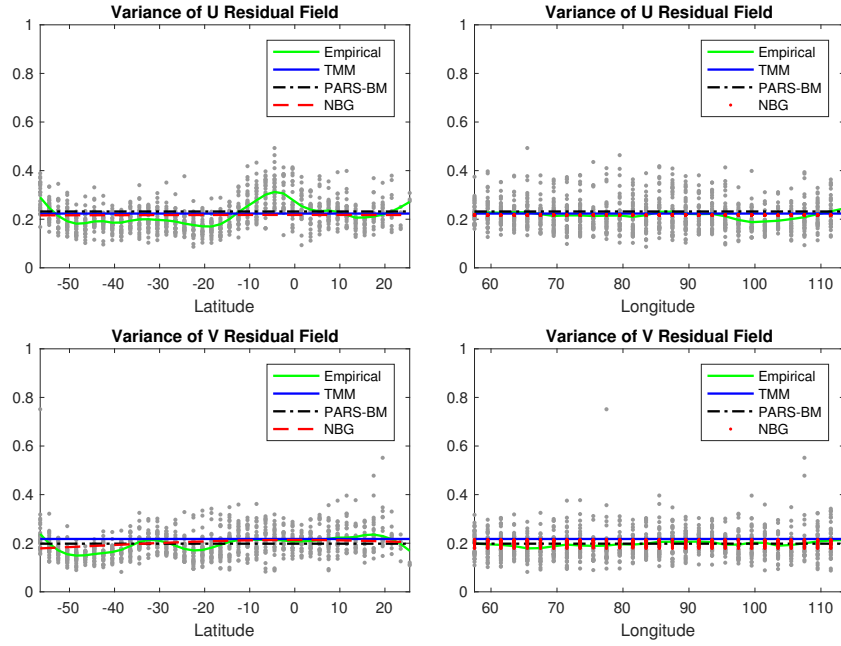 Variance of U Residual Field
1
0.8
0.6
0.4
0.2
0
-50 -40 -30 -20 -10 0 10 20
Latitude
Empirical
TMM
PARS-BM
NBG
Variance of U Residual Field
1
0.8
0.6
0.4
0.2
0
60 70 80 90 100 110
Longitude
Empirical
TMM
PARS-BM
NBG
Variance of V Residual Field
1
0.8
0.6
0.4
0.2
0
-50 -40 -30 -20 -10 0 10 20
Latitude
Empirical
TMM
PARS-BM
NBG
Variance of V Residual Field
1
0.8
0.6
0.4
0.2
0
60 70 80 90 100 110
Longitude
Empirical
TMM
PARS-BM
NBG